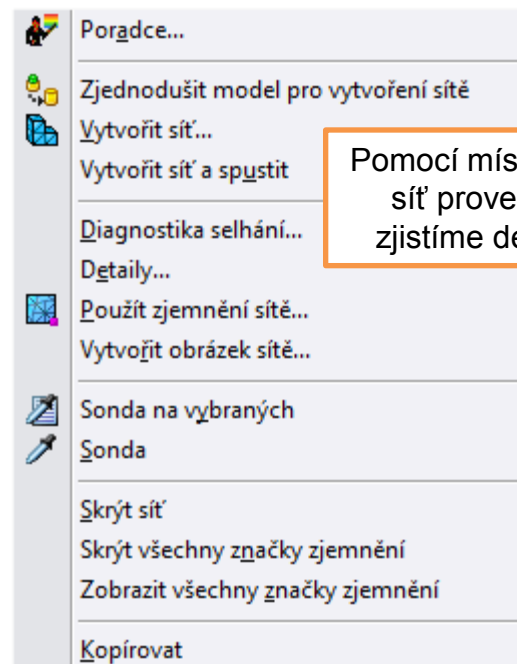 Poradce...
Zjednodušit model pro vytvoření sítě
Vytvořit síť...
Vytvořit síť a spustit
Pomocí mís
síť prove
zjistíme de
Diagnostika selhání...
Detaily...
Použít zjemnění sítě...
Vytvořit obrázek sítě...
Sonda na vybraných
Sonda
Skrýt síť
Skrýt všechny značky zjemnění
Zobrazit všechny značky zjemnění
Kopírovat